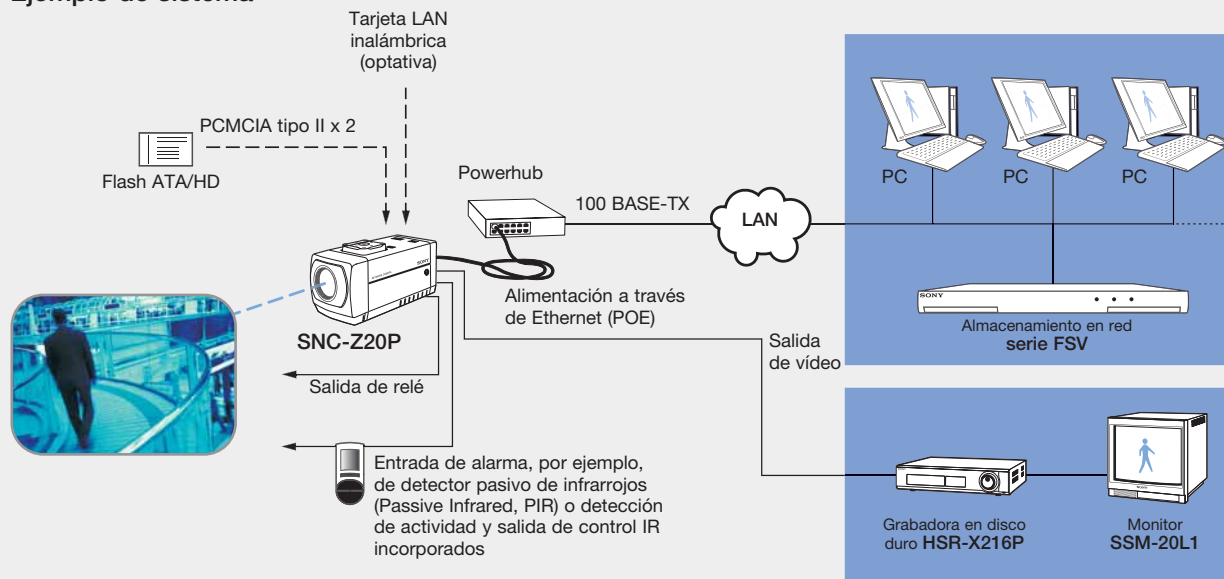 Ejemplo de sistema
Tarjeta LAN
inalámbrica
(optativa)
PCMCIA tipo II x 2
Flash ATA/HD
Powerhub
100 BASE-TX
LAN
PC
PC
PC
SONY
Almacenamiento en red
serie FSV
SONY
SNC-Z20P
Alimentación a través
de Ethernet (POE)
Salida
de vídeo
Salida de relé
Entrada de alarma, por ejemplo,
de detector pasivo de infrarrojos
(Passive Infrared, PIR) o detección
de actividad y salida de control IR
incorporados
Grabadora en disco
duro HSR-X216P
SONY
Monitor
SSM-20L1